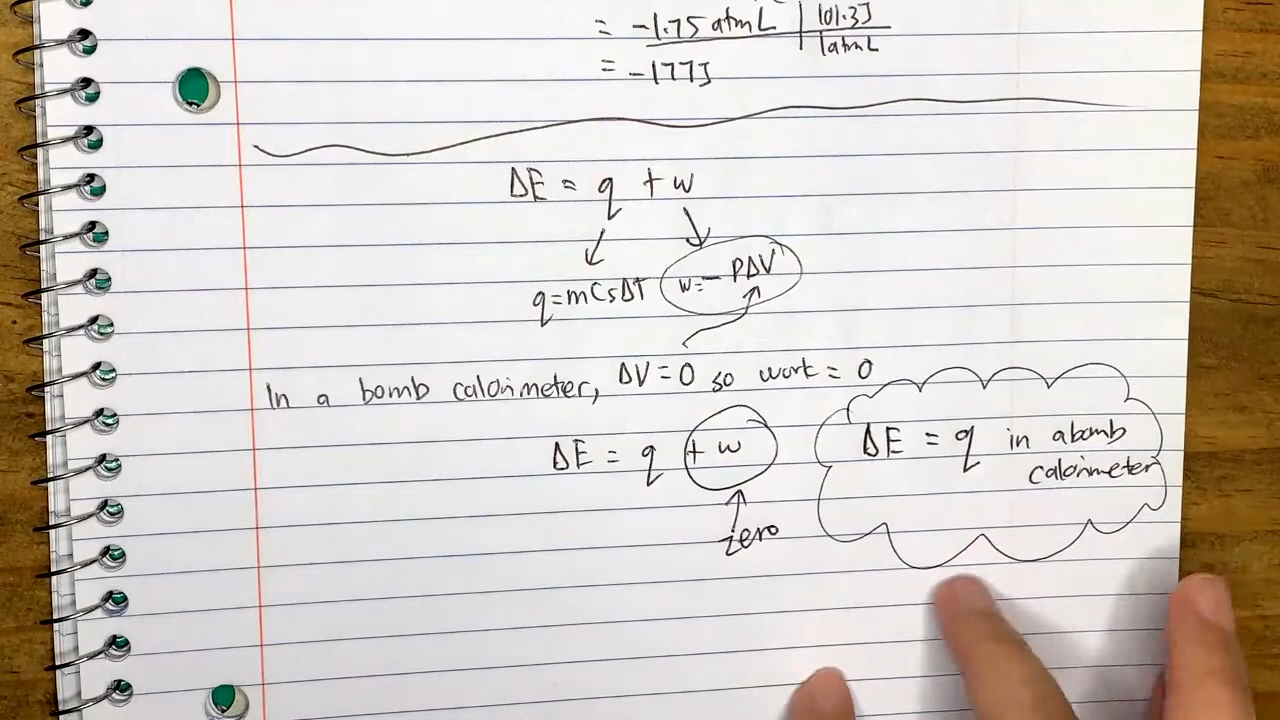 = -1.75 atmL | 101.3J
1atmL
= -177J
ΔE = q + w
q=mCsΔT w=-PΔV
In a bomb calorimeter, ΔV=0 so work = 0
ΔE = q + w
zero
ΔE = q in a bomb
calorimeter